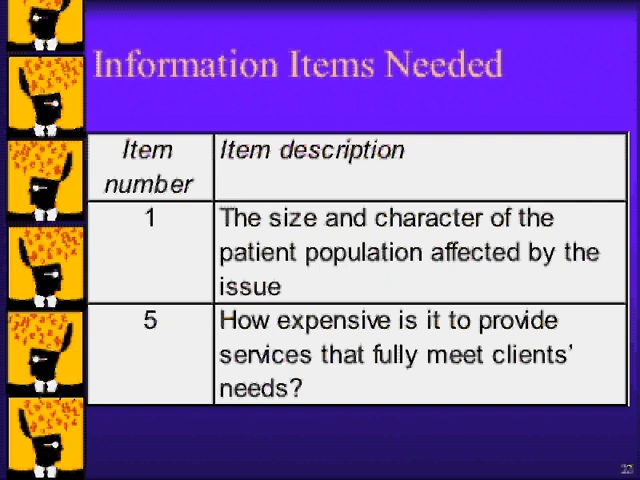 Information Items Needed
Item number
Item description
1
The size and character of the
patient population affected by the
issue
5
How expensive is it to provide
services that fully meet clients'
needs?